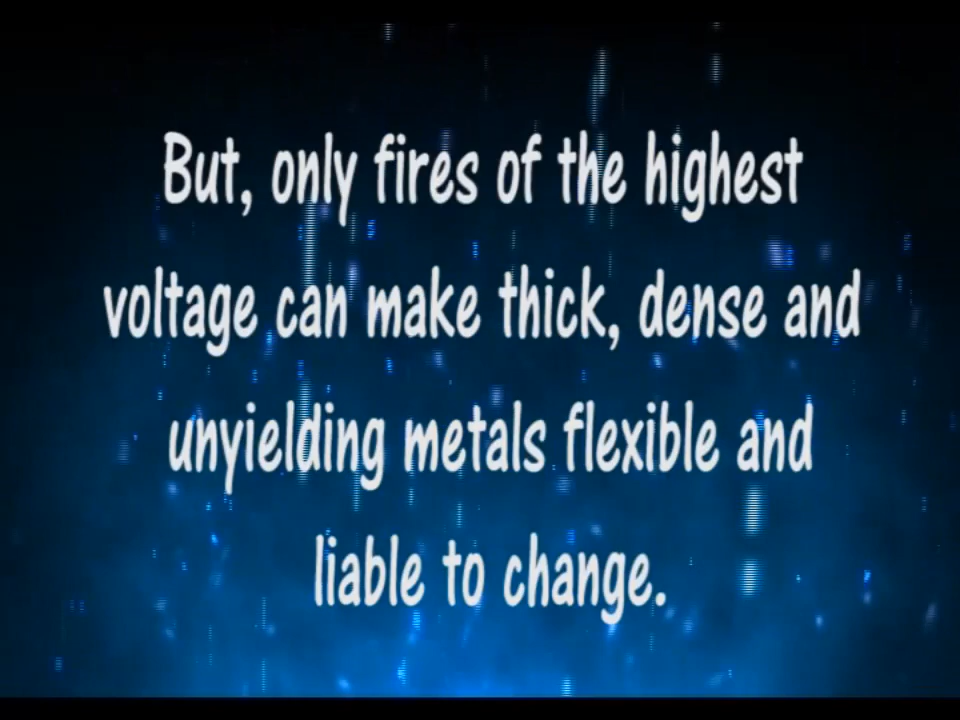 But, only fires of the highest
voltage can make thick, dense and
unyielding metals flexible and
liable to change.